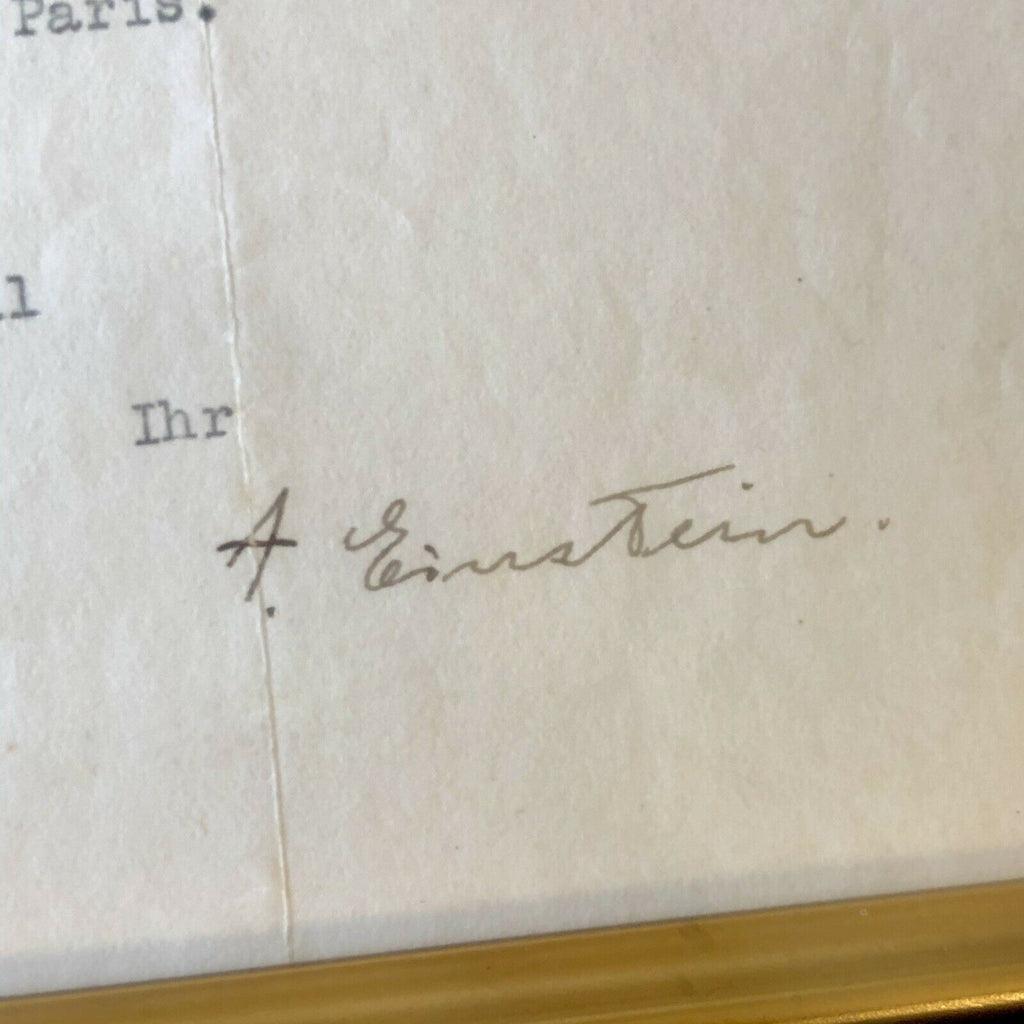 Paris.
Ihr
A. Einstein.